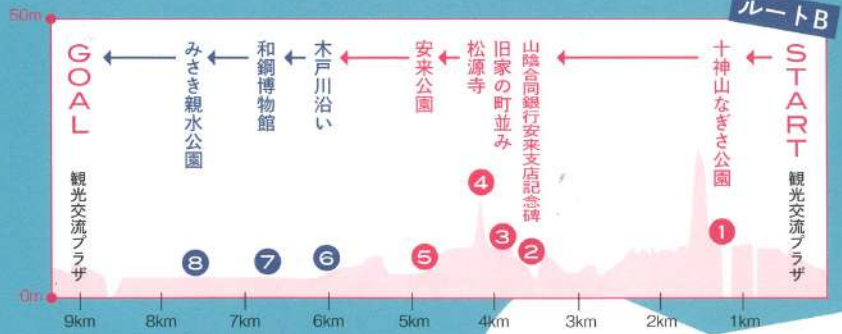 ルートB
50m
START
観光交流プラザ
十神山なぎさ公園
山陰合同銀行安来支店記念碑
旧家の町並み
松源寺
安来公園
木戸川沿い
和鋼博物館
みさき親水公園
GOAL
観光交流プラザ
1
2
3
4
5
6
7
8
0m
9km 8km 7km 6km 5km 4km 3km 2km 1km